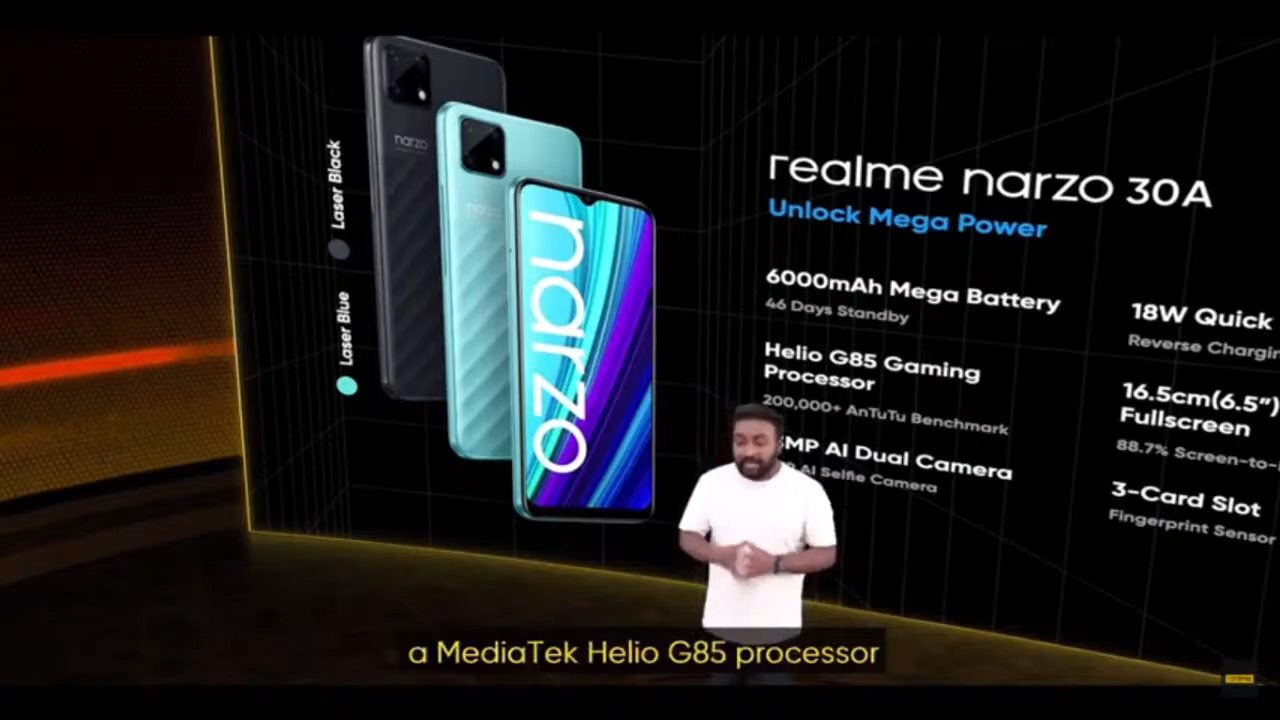 Laser Black
Laser Blue
narzo
narzo
narzo
realme narzo 30A
Unlock Mega Power
6000mAh Mega Battery
46 Days Standby
Helio G85 Gaming
Processor
200,000+ AnTuTu Benchmark
MP AI Dual Camera
AI Selfie Camera
18W Quick
Reverse
16.5cm(6.5")
Fullscreen
88.7% Screen-to-
3-Card Slot
Fingerprint Sensor
a MediaTek Helio G85 processor
realme